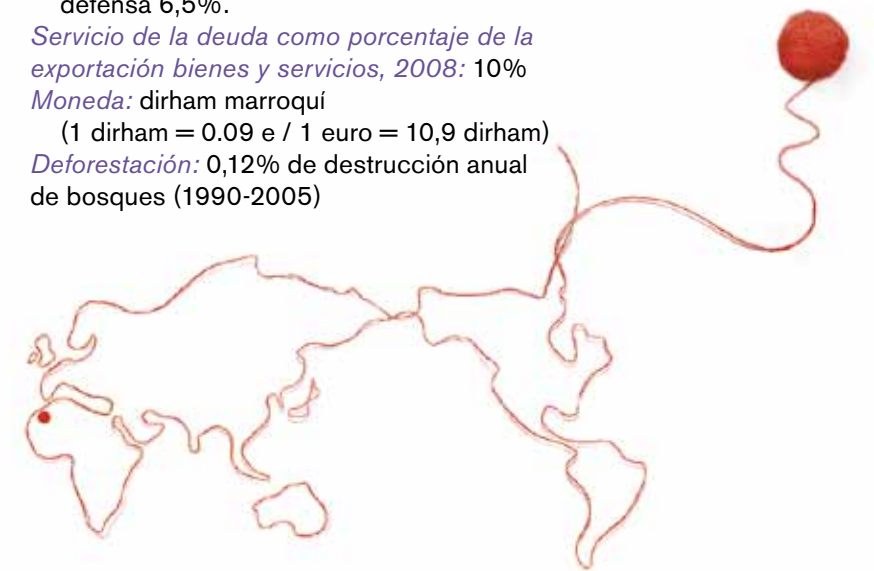 defensa 6,5%.
Servicio de la deuda como porcentaje de la
exportación bienes y servicios, 2008: 10%
Moneda: dirham marroquí
(1 dirham = 0.09 e / 1 euro = 10,9 dirham)
Deforestación: 0,12% de destrucción anual
de bosques (1990-2005)